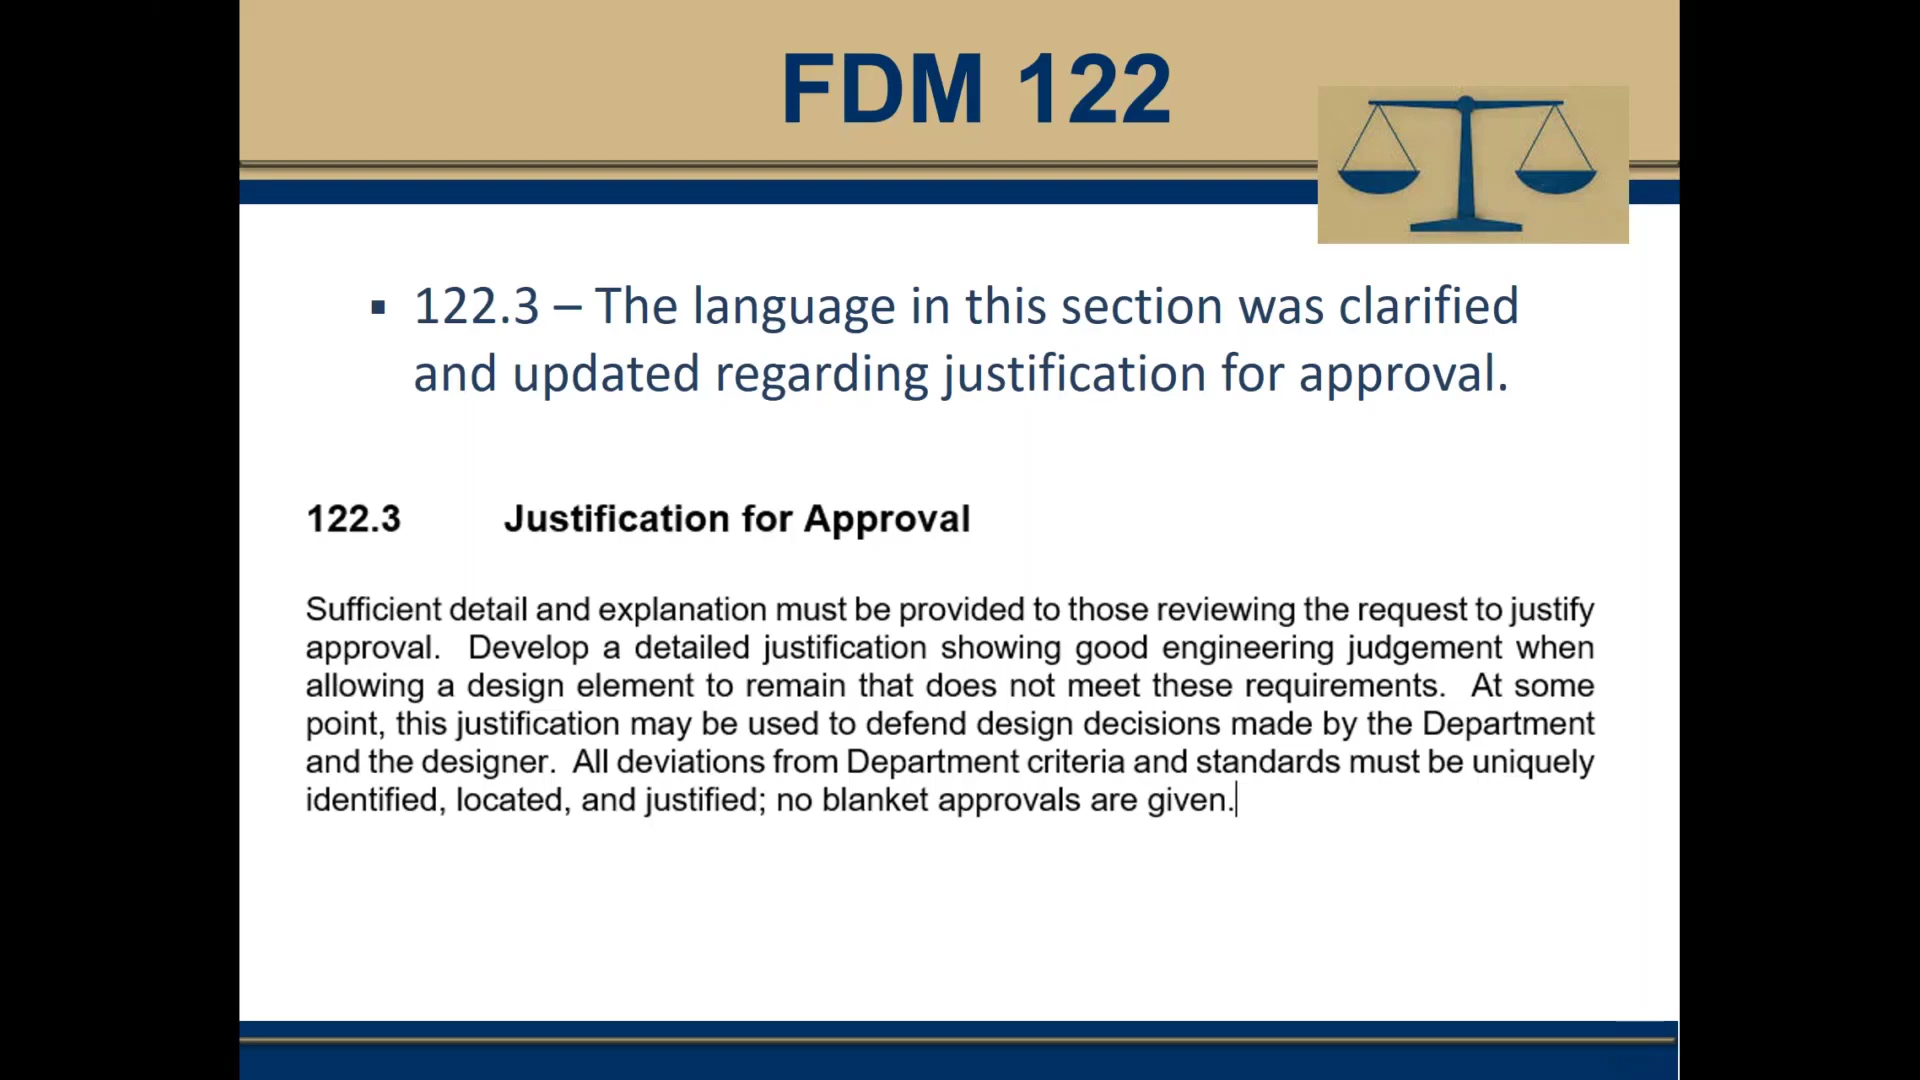 FDM 122
▪ 122.3 – The language in this section was clarified
and updated regarding justification for approval.
122.3 Justification for Approval
Sufficient detail and explanation must be provided to those reviewing the request to justify
approval. Develop a detailed justification showing good engineering judgement when
allowing a design element to remain that does not meet these requirements. At some
point, this justification may be used to defend design decisions made by the Department
and the designer. All deviations from Department criteria and standards must be uniquely
identified, located, and justified; no blanket approvals are given.